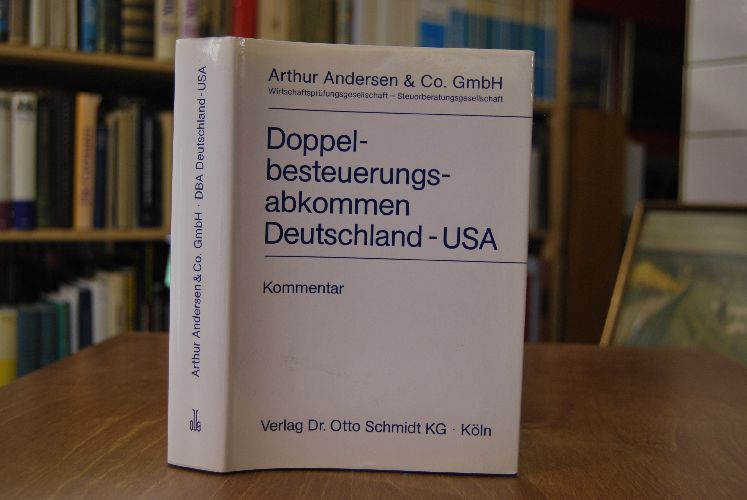 Arthur Andersen & Co. GmbH
Wirtschaftsprüfungsgesellschaft – Steuerberatungsgesellschaft
Doppel-
besteuerungs-
abkommen
Deutschland - USA
Kommentar
Verlag Dr. Otto Schmidt KG · Köln
Arthur Andersen & Co. GmbH · DBA Deutschland - USA